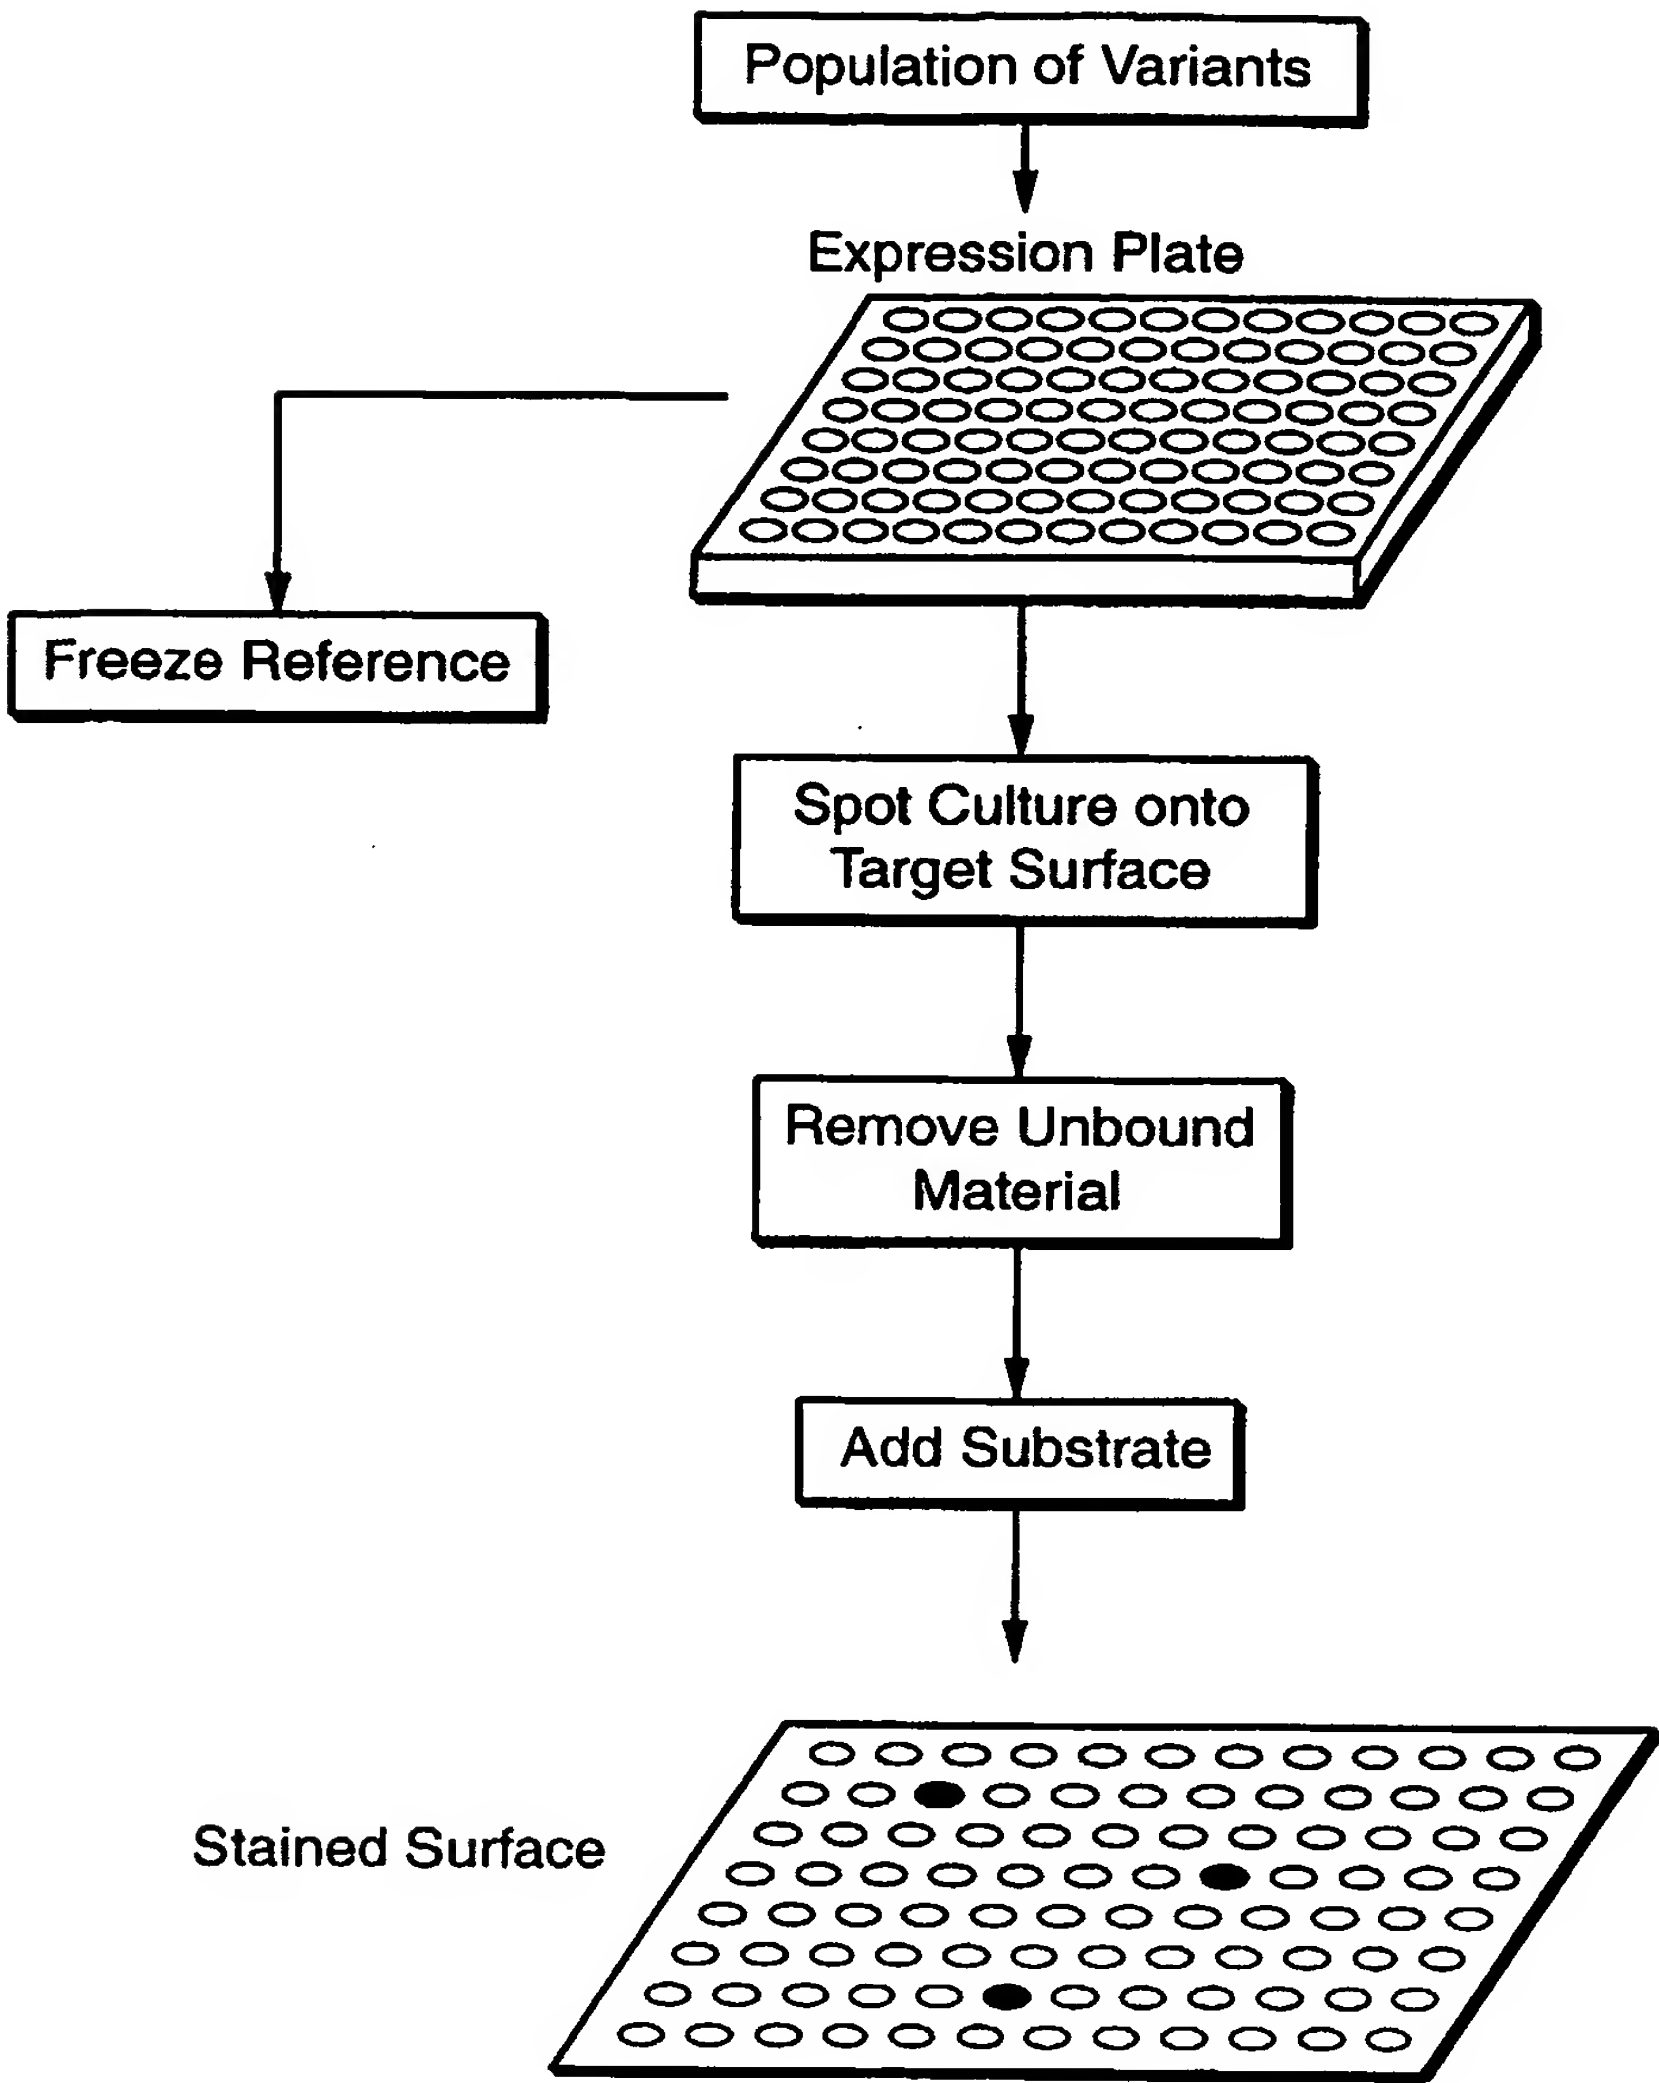 Population of Variants
Expression Plate
Freeze Reference
Spot Culture onto
Target Surface
Remove Unbound
Material
Add Substrate
Stained Surface